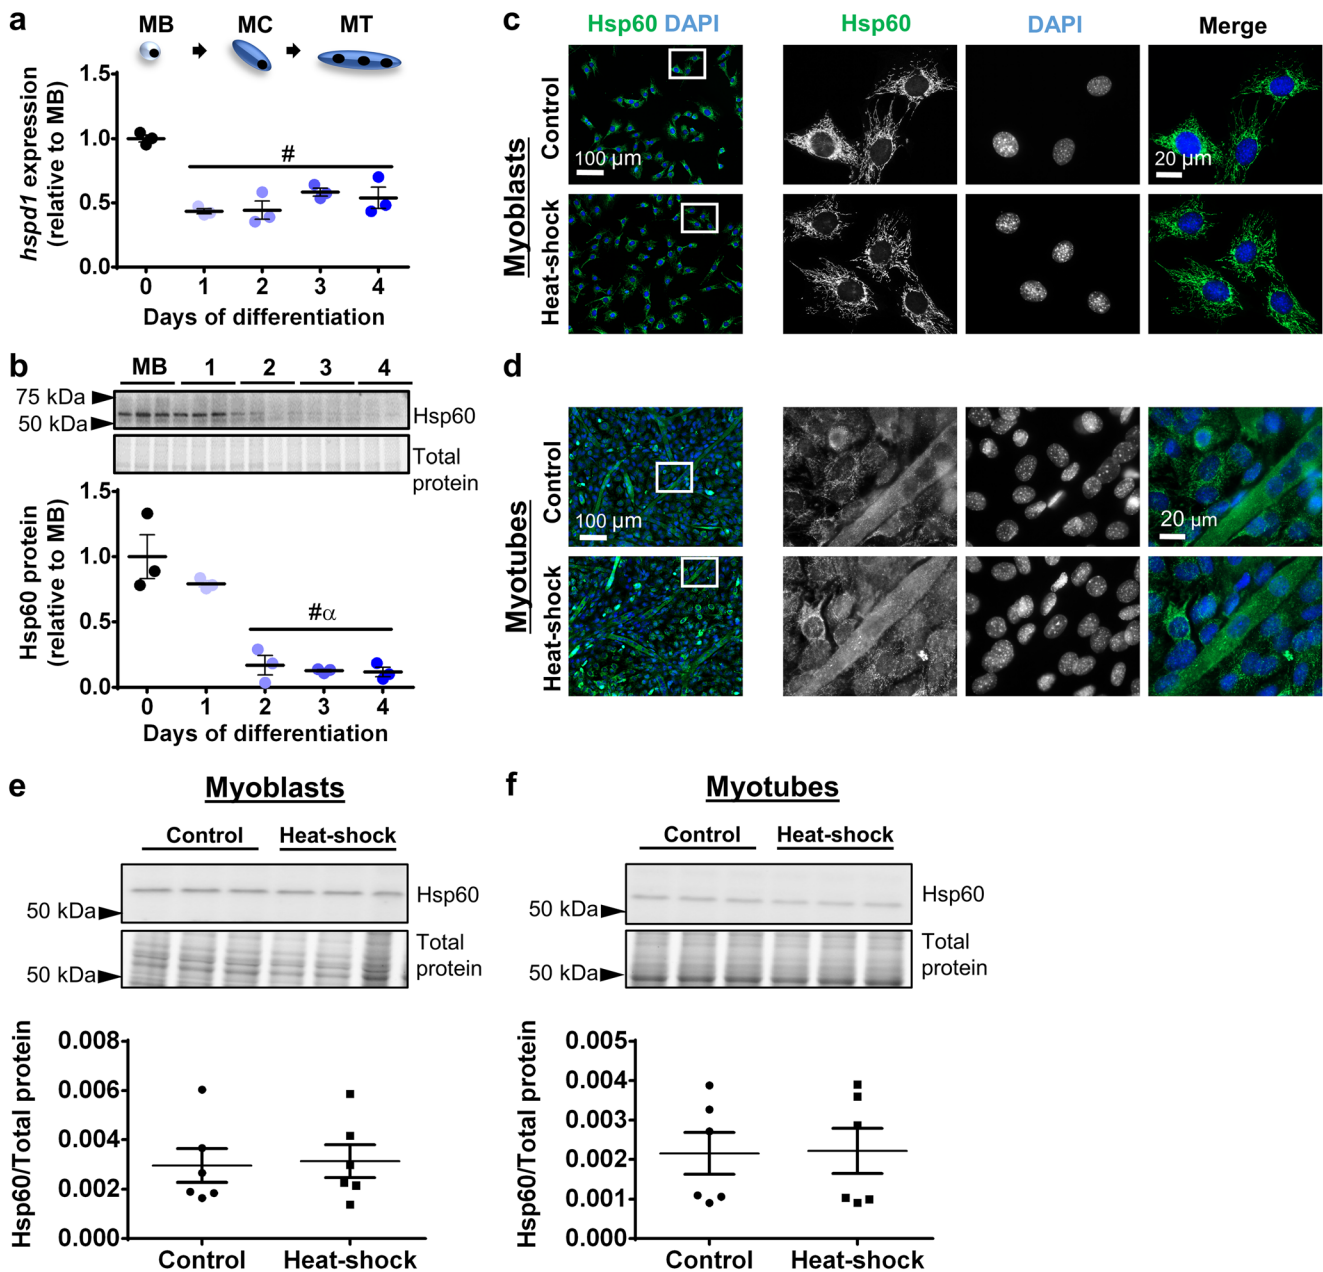 a
MB MC MT
hspd1 expression
(relative to MB)
1.5
1.0
0.5
0.0
#
0 1 2 3 4
Days of differentiation
b
MB 1 2 3 4
75 kDa
50 kDa
Hsp60
Total
protein
Hsp60 protein
(relative to MB)
1.5
1.0
0.5
0.0
#α
0 1 2 3 4
Days of differentiation
c
Hsp60 DAPI Hsp60 DAPI Merge
Myoblasts
Control
100 µm
20 µm
Heat-shock
d
Myotubes
Control
100 µm
20 µm
Heat-shock
e
Myoblasts
Control Heat-shock
Hsp60
50 kDa
Total
protein
50 kDa
Hsp60/Total protein
0.008
0.006
0.004
0.002
0.000
Control Heat-shock
f
Myotubes
Control Heat-shock
Hsp60
50 kDa
Total
protein
50 kDa
Hsp60/Total protein
0.005
0.004
0.003
0.002
0.001
0.000
Control Heat-shock